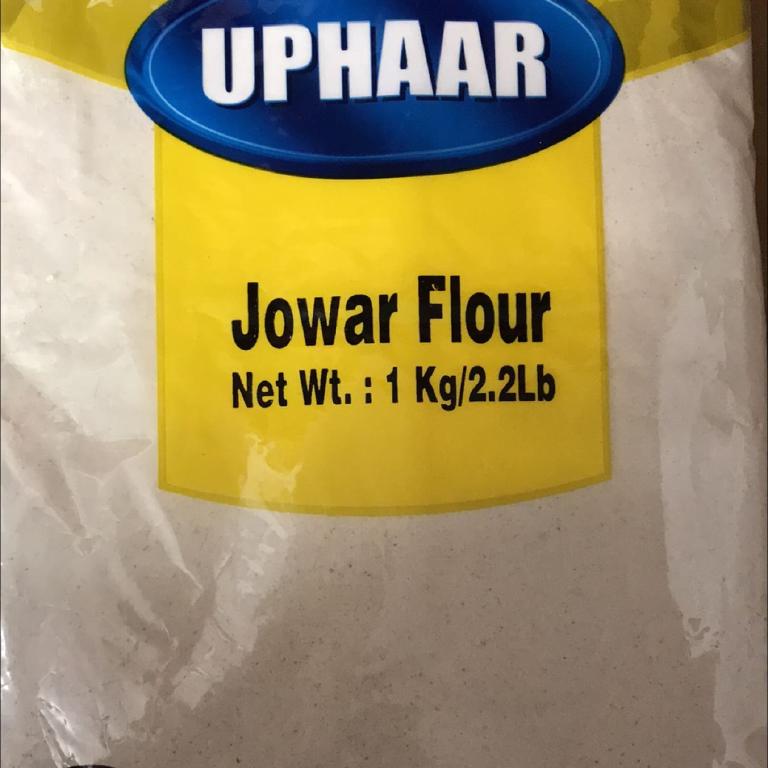 UPHAAR
Jowar Flour
Net Wt. : 1 Kg/2.2Lb